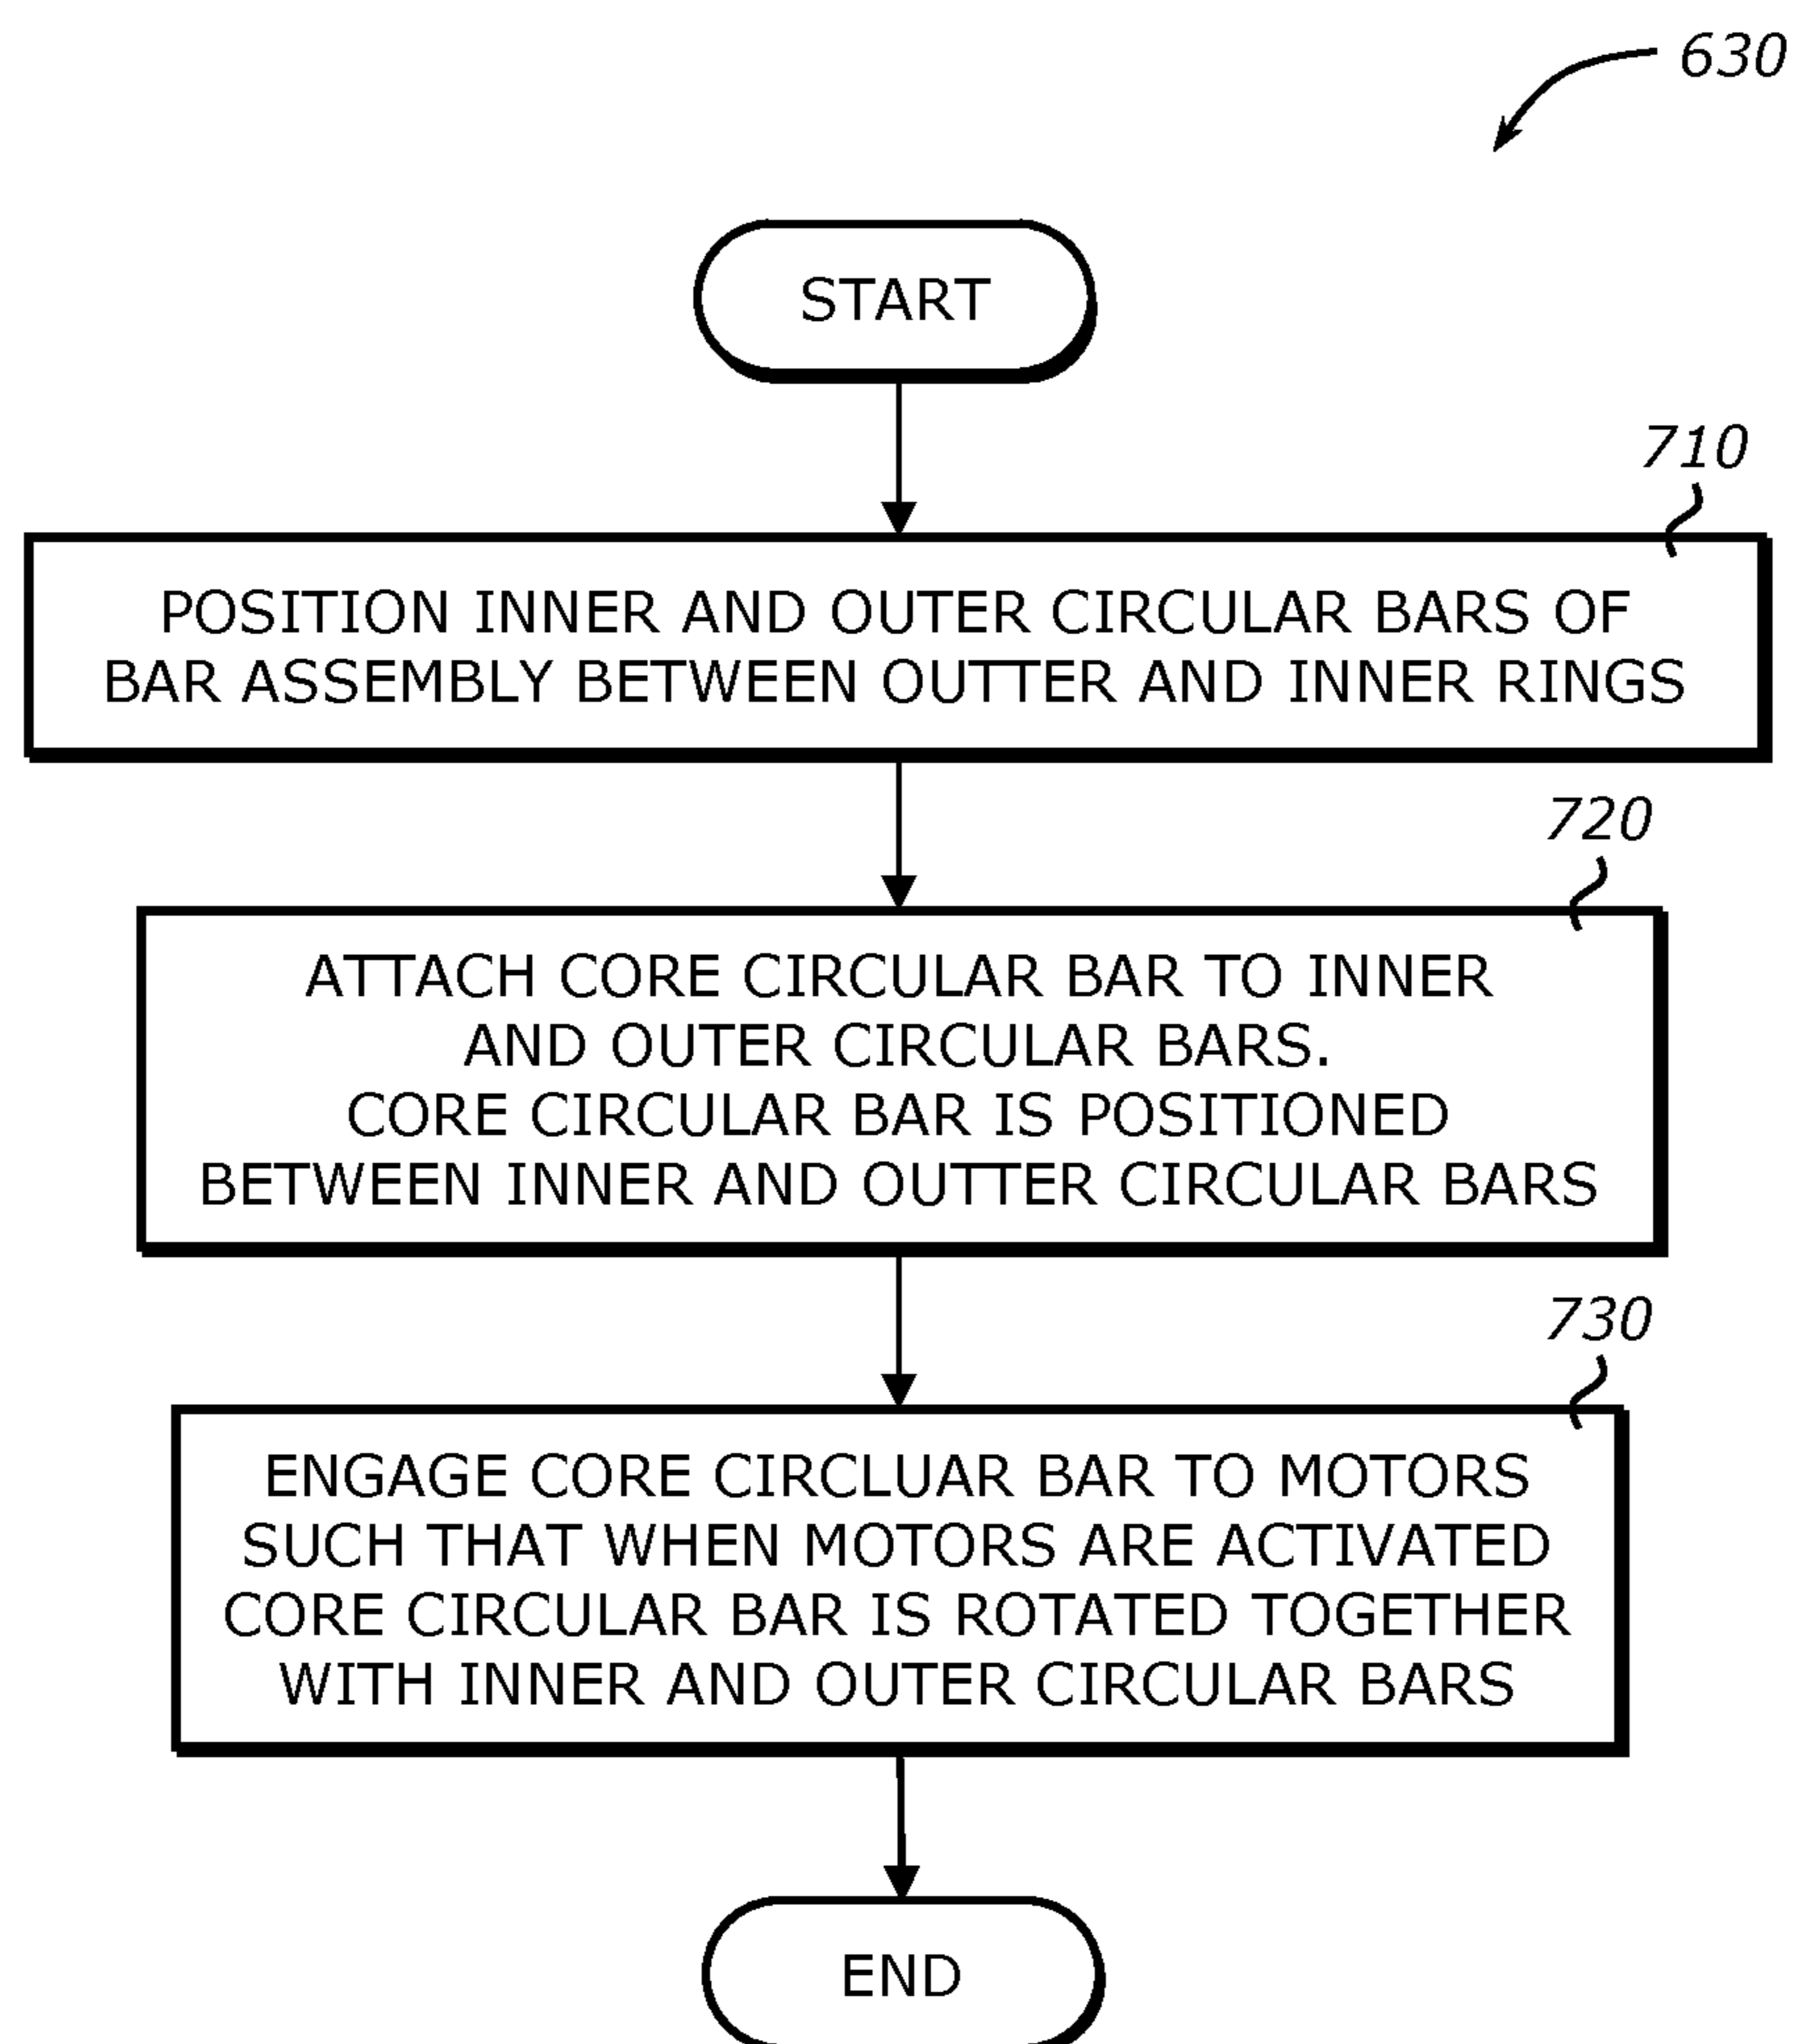 630
START
710
POSITION INNER AND OUTER CIRCULAR BARS OF
BAR ASSEMBLY BETWEEN OUTTER AND INNER RINGS
720
ATTACH CORE CIRCULAR BAR TO INNER
AND OUTER CIRCULAR BARS.
CORE CIRCULAR BAR IS POSITIONED
BETWEEN INNER AND OUTTER CIRCULAR BARS
730
ENGAGE CORE CIRCLUAR BAR TO MOTORS
SUCH THAT WHEN MOTORS ARE ACTIVATED
CORE CIRCULAR BAR IS ROTATED TOGETHER
WITH INNER AND OUTER CIRCULAR BARS
END